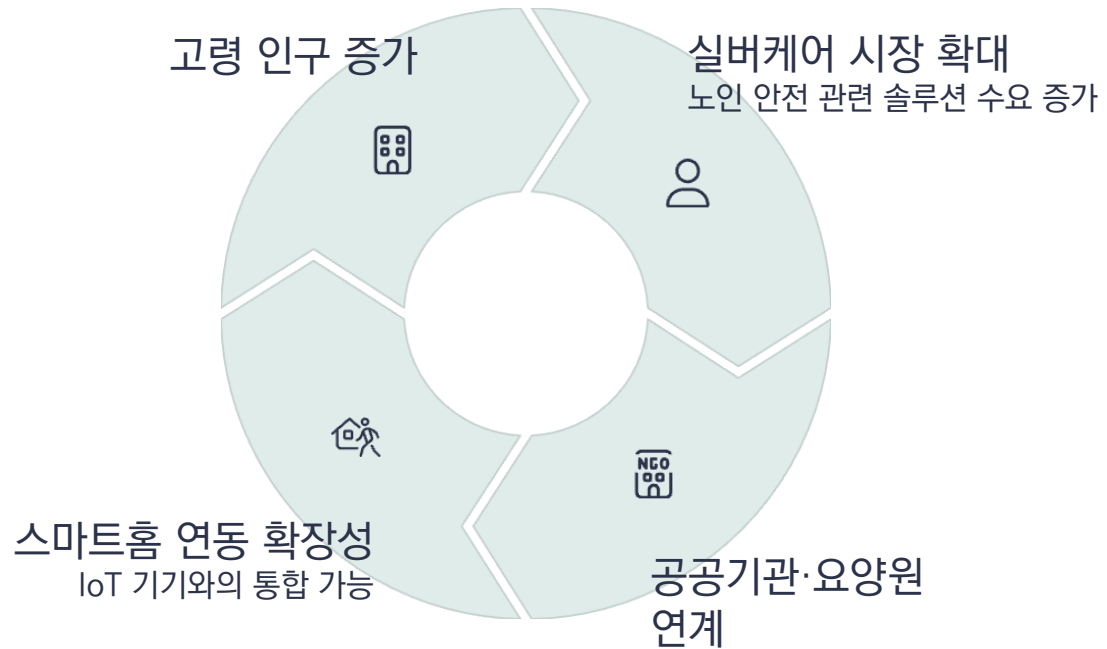 고령 인구 증가
실버케어 시장 확대
노인 안전 관련 솔루션 수요 증가
NGO
스마트홈 연동 확장성
IoT 기기와의 통합 가능
공공기관·요양원
연계